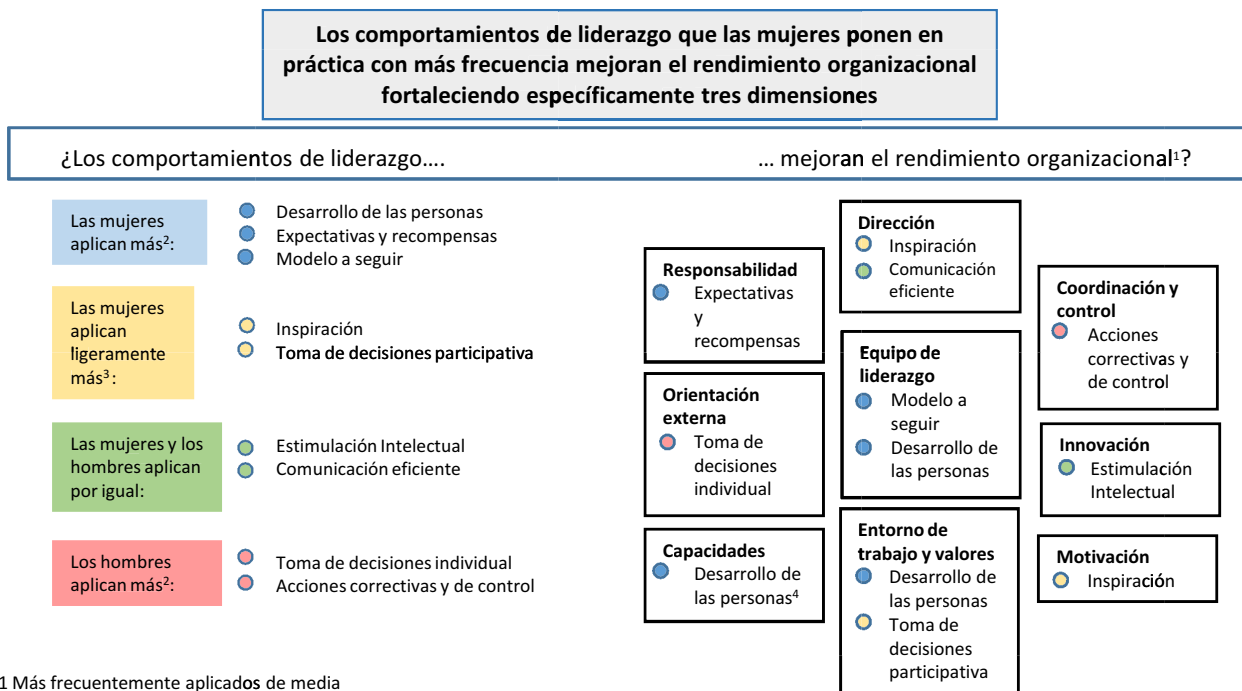 Los comportamientos de liderazgo que las mujeres ponen en
práctica con más frecuencia mejoran el rendimiento organizacional
fortaleciendo específicamente tres dimensiones
¿Los comportamientos de liderazgo….
… mejoran el rendimiento organizacional¹?
Las mujeres
aplican más²:
Desarrollo de las personas
Expectativas y recompensas
Modelo a seguir
Las mujeres
aplican
ligeramente
más³:
Inspiración
Toma de decisiones participativa
Las mujeres y los
hombres aplican
por igual:
Estimulación Intelectual
Comunicación eficiente
Los hombres
aplican más²:
Toma de decisiones individual
Acciones correctivas y de control
Responsabilidad
Expectativas
y
recompensas
Orientación
externa
Toma de
decisiones
individual
Capacidades
Desarrollo de
las personas⁴
Dirección
Inspiración
Comunicación
eficiente
Equipo de
liderazgo
Modelo a
seguir
Desarrollo de
las personas
Entorno de
trabajo y valores
Desarrollo de
las personas
Toma de
decisiones
participativa
Coordinación y
control
Acciones
correctivas y
de control
Innovación
Estimulación
Intelectual
Motivación
Inspiración
1 Más frecuentemente aplicados de media